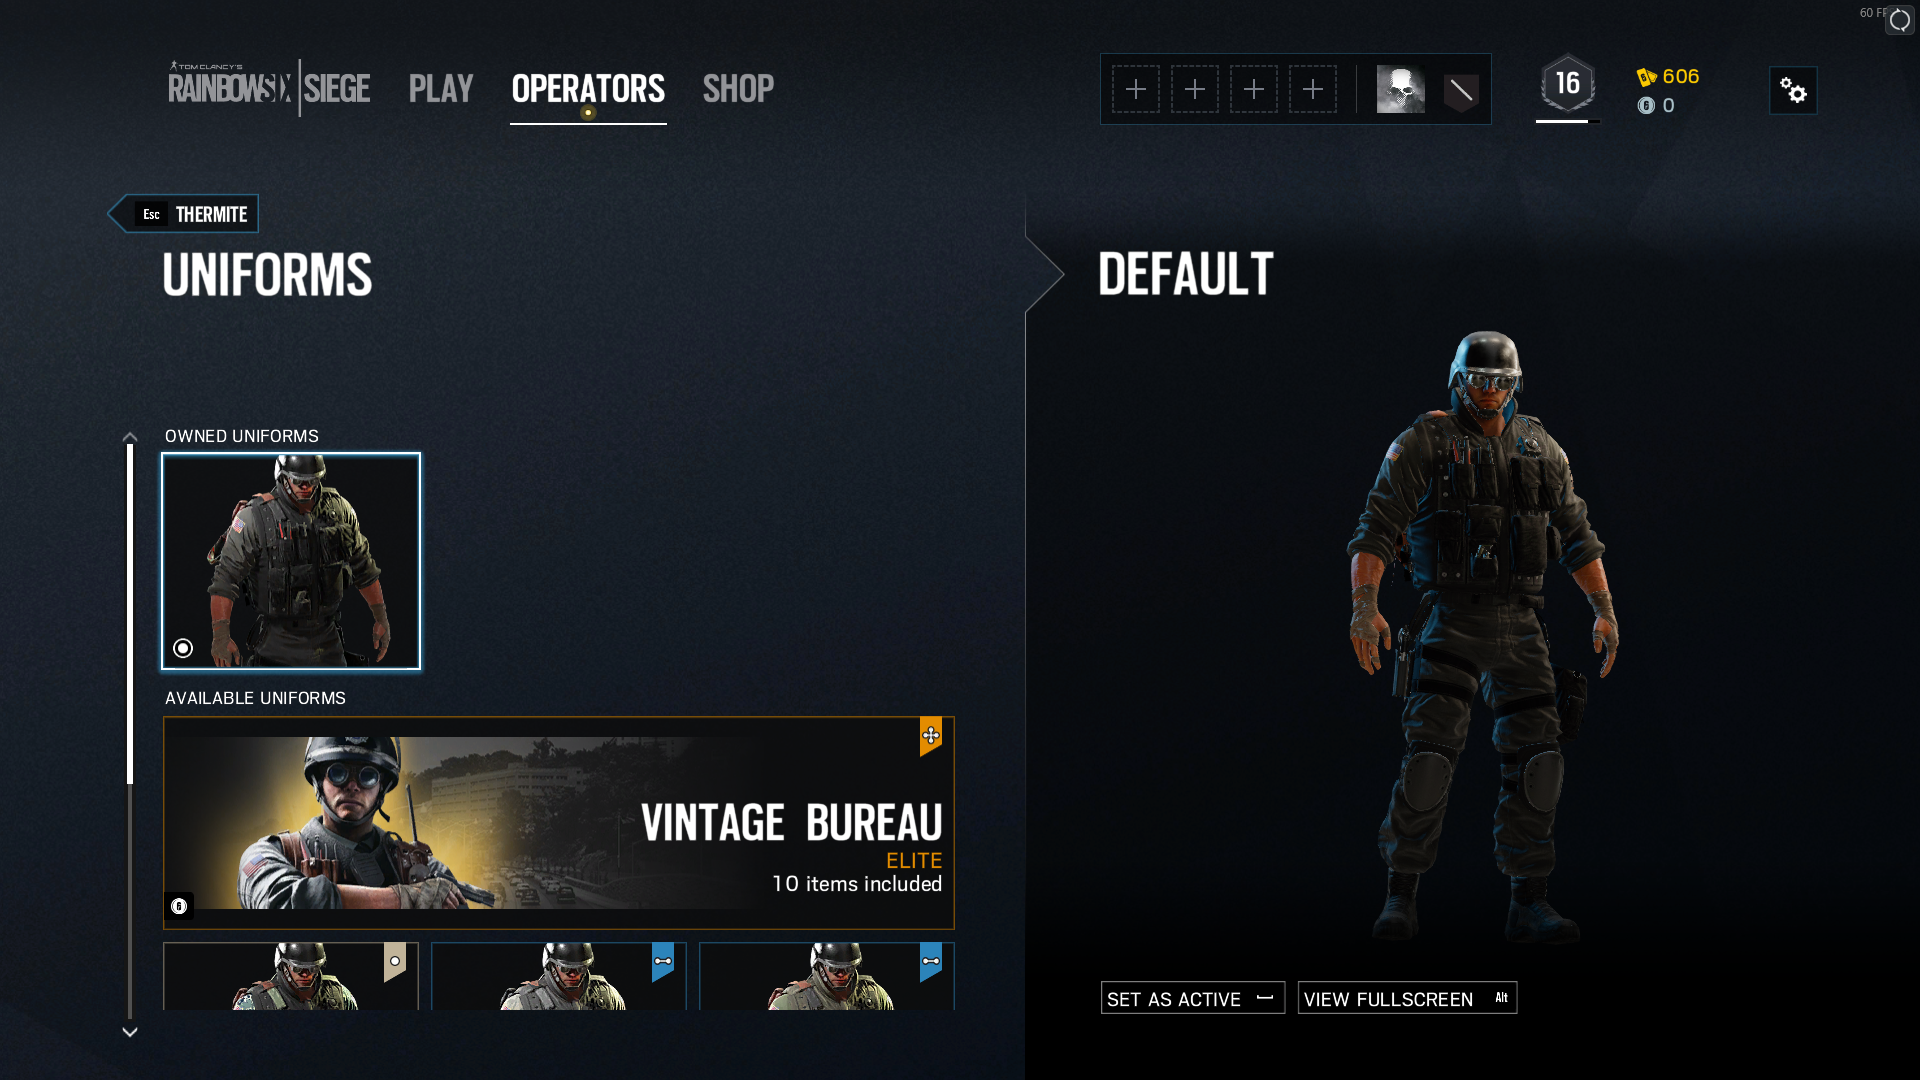 60
TOM CLANCY'S
RAINBOW SIX SIEGE
PLAY
OPERATORS
SHOP
16
606
0
Esc THERMITE
UNIFORMS
DEFAULT
OWNED UNIFORMS
AVAILABLE UNIFORMS
VINTAGE BUREAU
ELITE
10 items included
SET AS ACTIVE
VIEW FULLSCREEN Alt